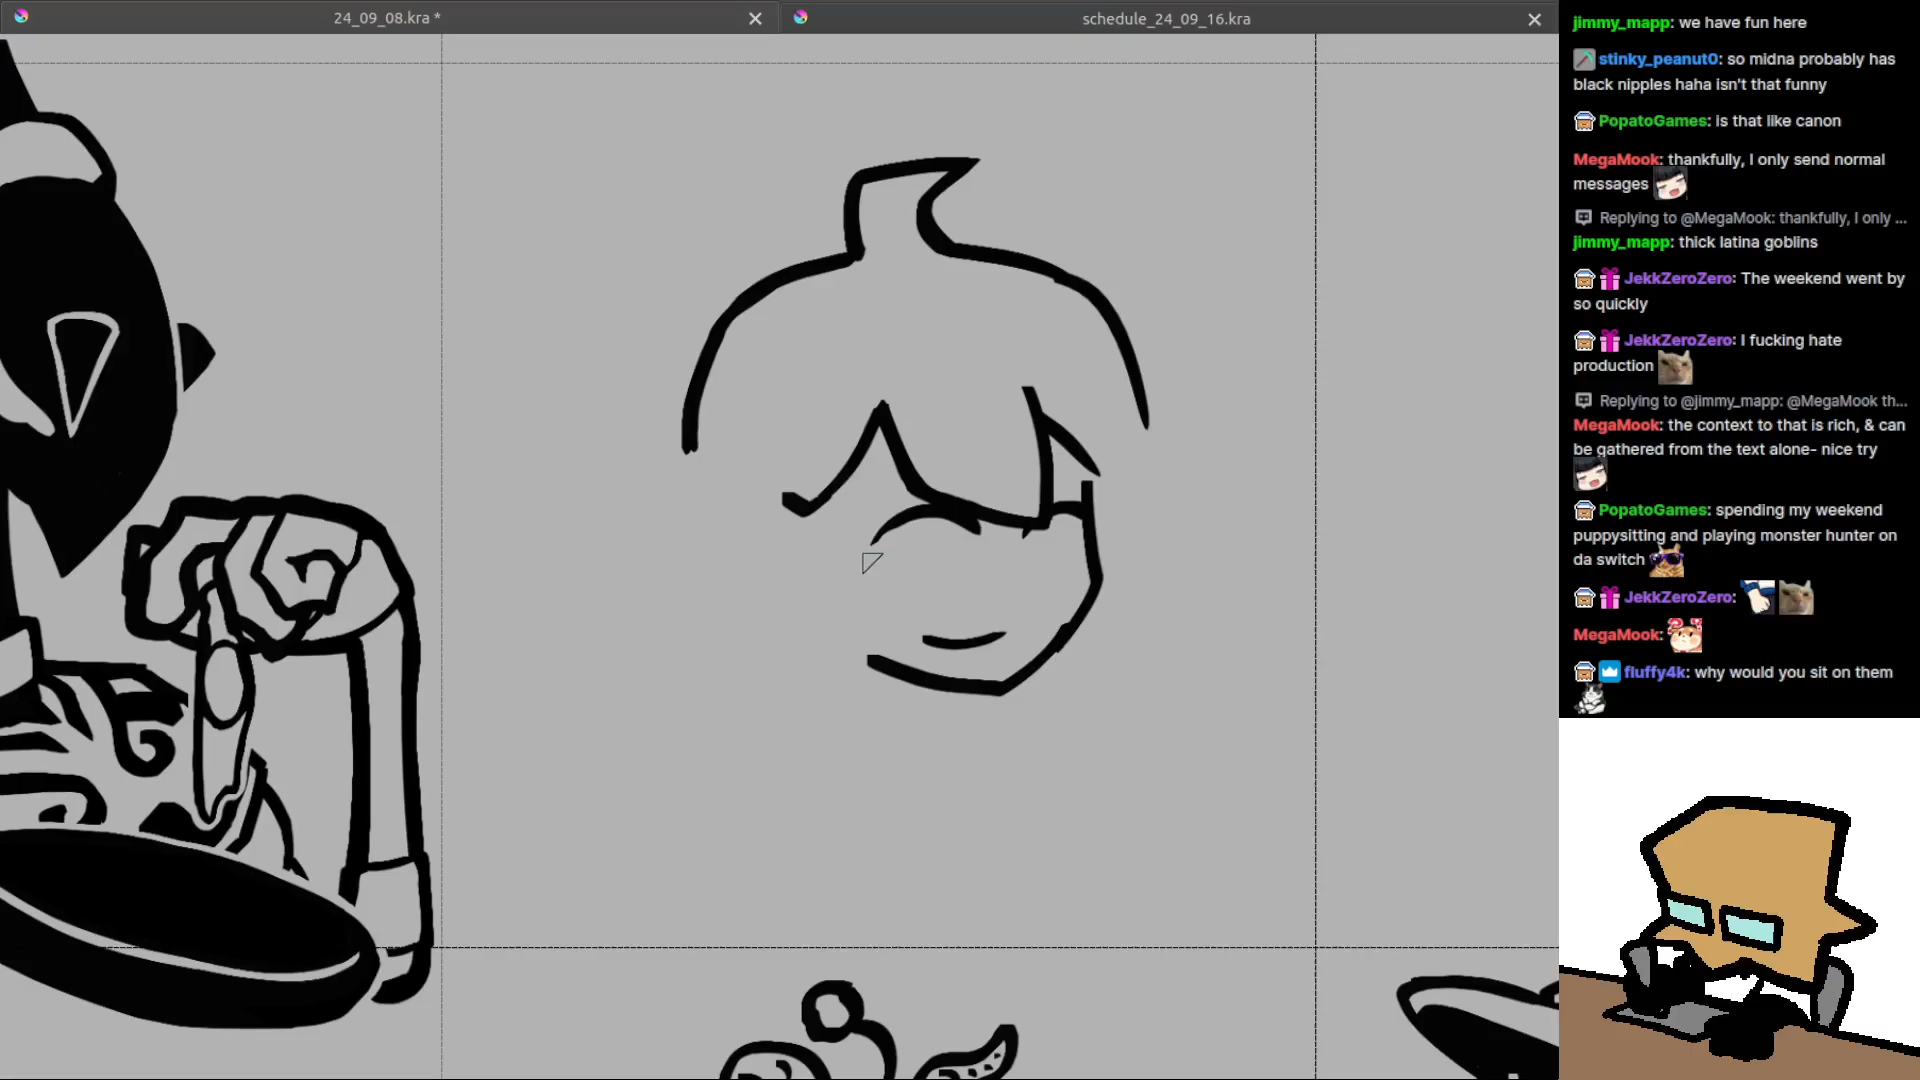 24_09_08.kra *
schedule_24_09_16.kra
jimmy_mapp: we have fun here
stinky_peanut0: so midna probably has
black nipples haha isn't that funny
PopatoGames: is that like canon
MegaMook: thankfully, I only send normal
messages
Replying to @MegaMook: thankfully, I only ...
jimmy_mapp: thick latina goblins
JekkZeroZero: The weekend went by
so quickly
JekkZeroZero: I fucking hate
production
Replying to @jimmy_mapp: @MegaMook th...
MegaMook: the context to that is rich, & can
be gathered from the text alone- nice try
PopatoGames: spending my weekend
puppysitting and playing monster hunter on
da switch
JekkZeroZero:
MegaMook:
fluffy4k: why would you sit on them